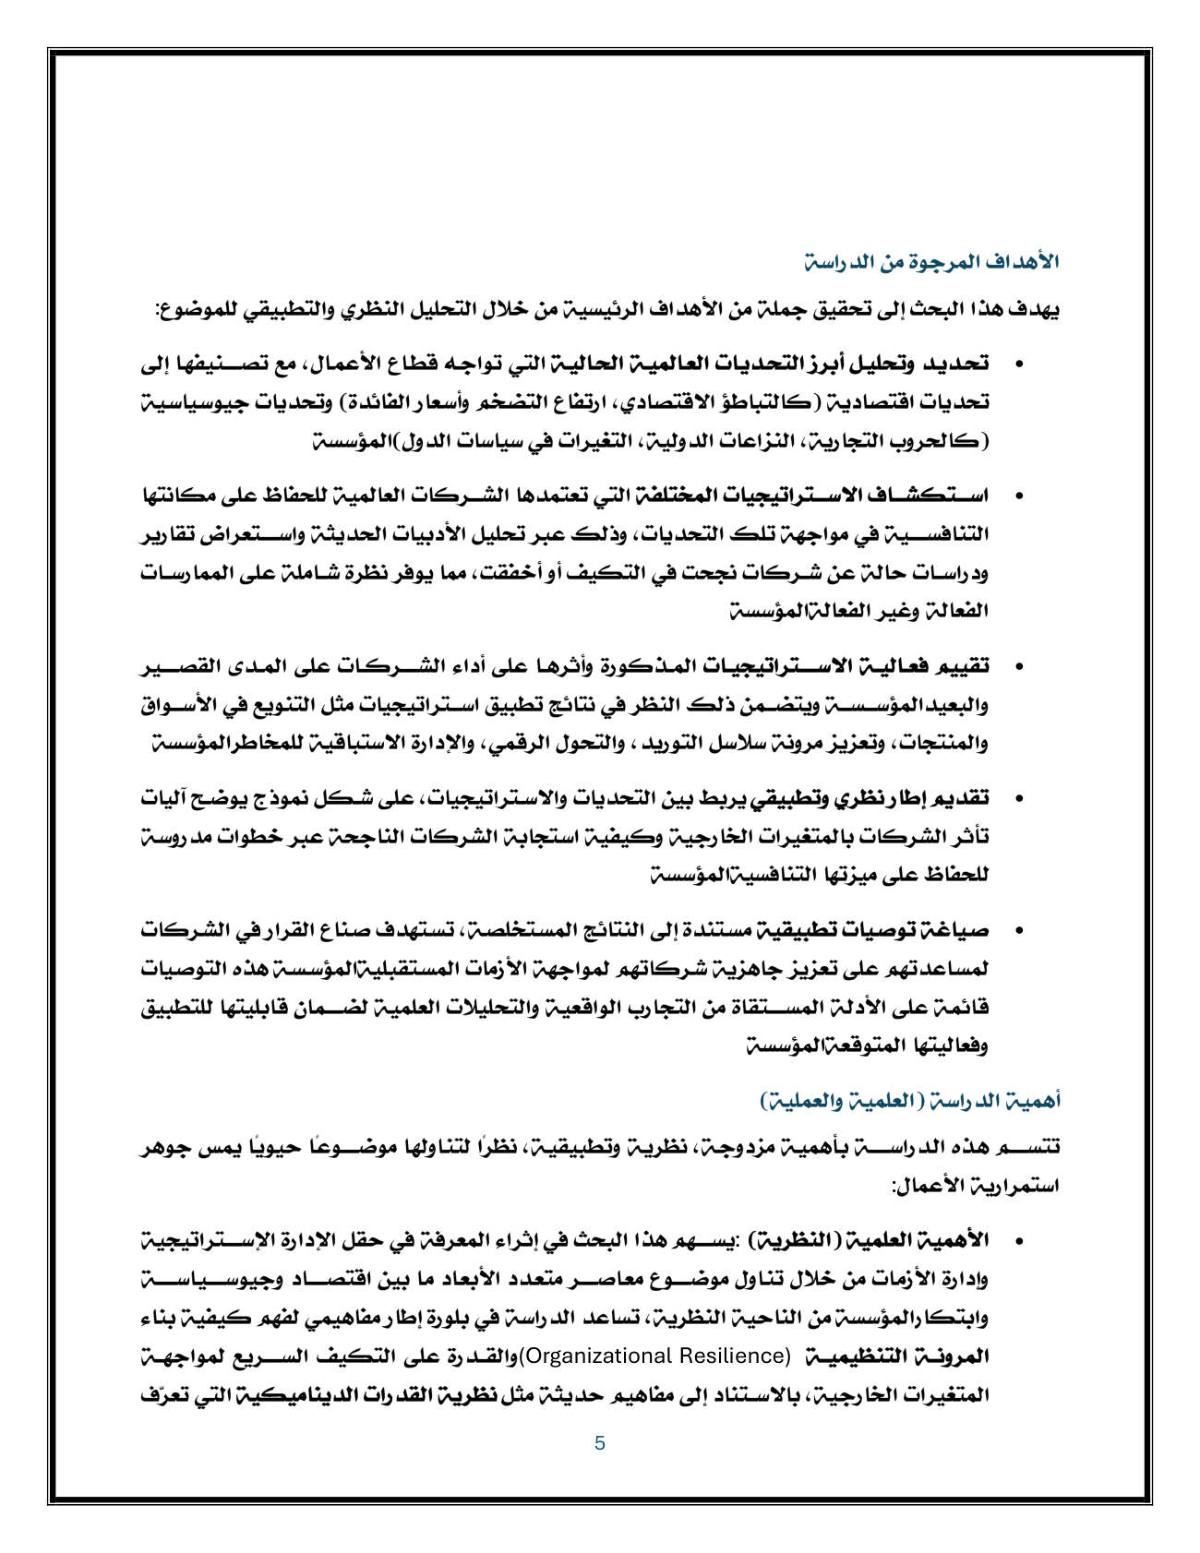 الأهداف المرجوة من الدراسة
يهدف هذا البحث إلى تحقيق جملة من الأهداف الرئيسية من خلال التحليل النظري والتطبيقي للموضوع:
• تحديد وتحليل أبرز التحديات العالمية الحالية التي تواجه قطاع الأعمال، مع تصنيفها إلى
تحديات اقتصادية (كالتباطؤ الاقتصادي، ارتفاع التضخم وأسعار الفائدة) وتحديات جيوسياسية
(كالحروب التجارية، النزاعات الدولية، التغيرات في سياسات الدول)المؤسسة
• استكشاف الاستراتيجيات المختلفة التي تعتمدها الشركات العالمية للحفاظ على مكانتها
التنافسية في مواجهة تلك التحديات، وذلك عبر تحليل الأدبيات الحديثة واستعراض تقارير
ودراسات حالة عن شركات نجحت في التكيف أو أخفقت، مما يوفر نظرة شاملة على الممارسات
الفعالة وغير الفعالةالمؤسسة
• تقييم فعالية الاستراتيجيات المذكورة وأثرها على أداء الشركات على المدى القصير
والبعيدالمؤسسة ويتضمن ذلك النظر في نتائج تطبيق استراتيجيات مثل التنويع في الأسواق
والمنتجات، وتعزيز مرونة سلاسل التوريد ، والتحول الرقمي، والإدارة الاستباقية للمخاطرالمؤسسة
• تقديم إطار نظري وتطبيقي يربط بين التحديات والاستراتيجيات، على شكل نموذج يوضح آليات
تأثر الشركات بالمتغيرات الخارجية وكيفية استجابة الشركات الناجحة عبر خطوات مدروسة
للحفاظ على ميزتها التنافسيةالمؤسسة
• صياغة توصيات تطبيقية مستندة إلى النتائج المستخلصة، تستهدف صناع القرار في الشركات
لمساعدتهم على تعزيز جاهزية شركاتهم لمواجهة الأزمات المستقبليةالمؤسسة هذه التوصيات
قائمة على الأدلة المستقاة من التجارب الواقعية والتحليلات العلمية لضمان قابليتها للتطبيق
وفعاليتها المتوقعةالمؤسسة
أهمية الدراسة (العلمية والعملية)
تتسم هذه الدراسة بأهمية مزدوجة، نظرية وتطبيقية، نظرًا لتناولها موضوعًا حيويًا يمس جوهر
استمرارية الأعمال:
• الأهمية العلمية (النظرية) :يسهم هذا البحث في إثراء المعرفة في حقل الإدارة الإستراتيجية
وإدارة الأزمات من خلال تناول موضوع معاصر متعدد الأبعاد ما بين اقتصاد وجيوسياسة
وابتكارالمؤسسة من الناحية النظرية، تساعد الدراسة في بلورة إطار مفاهيمي لفهم كيفية بناء
المرونة التنظيمية (Organizational Resilience)والقدرة على التكيف السريع لمواجهة
المتغيرات الخارجية، بالاستناد إلى مفاهيم حديثة مثل نظرية القدرات الديناميكية التي تعرّف
5